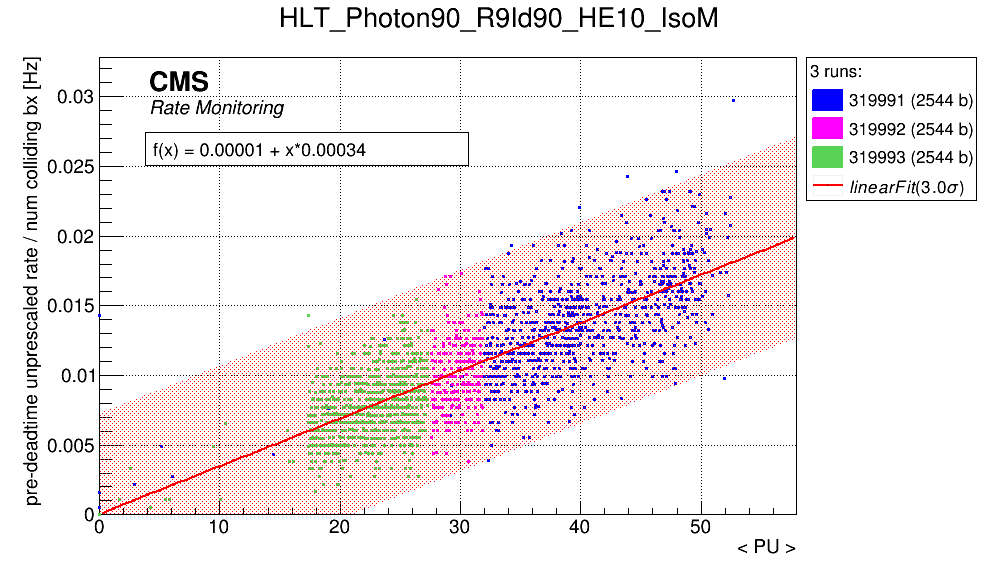 HLT_Photon90_R9Id90_HE10_IsoM
pre-deadtime unprescaled rate / num colliding bx [Hz]
CMS
Rate Monitoring
f(x) = 0.00001 + x*0.00034
0.03
0.025
0.02
0.015
0.01
0.005
0
0 10 20 30 40 50
< PU >
3 runs:
319991 (2544 b)
319992 (2544 b)
319993 (2544 b)
linearFit(3.0σ)